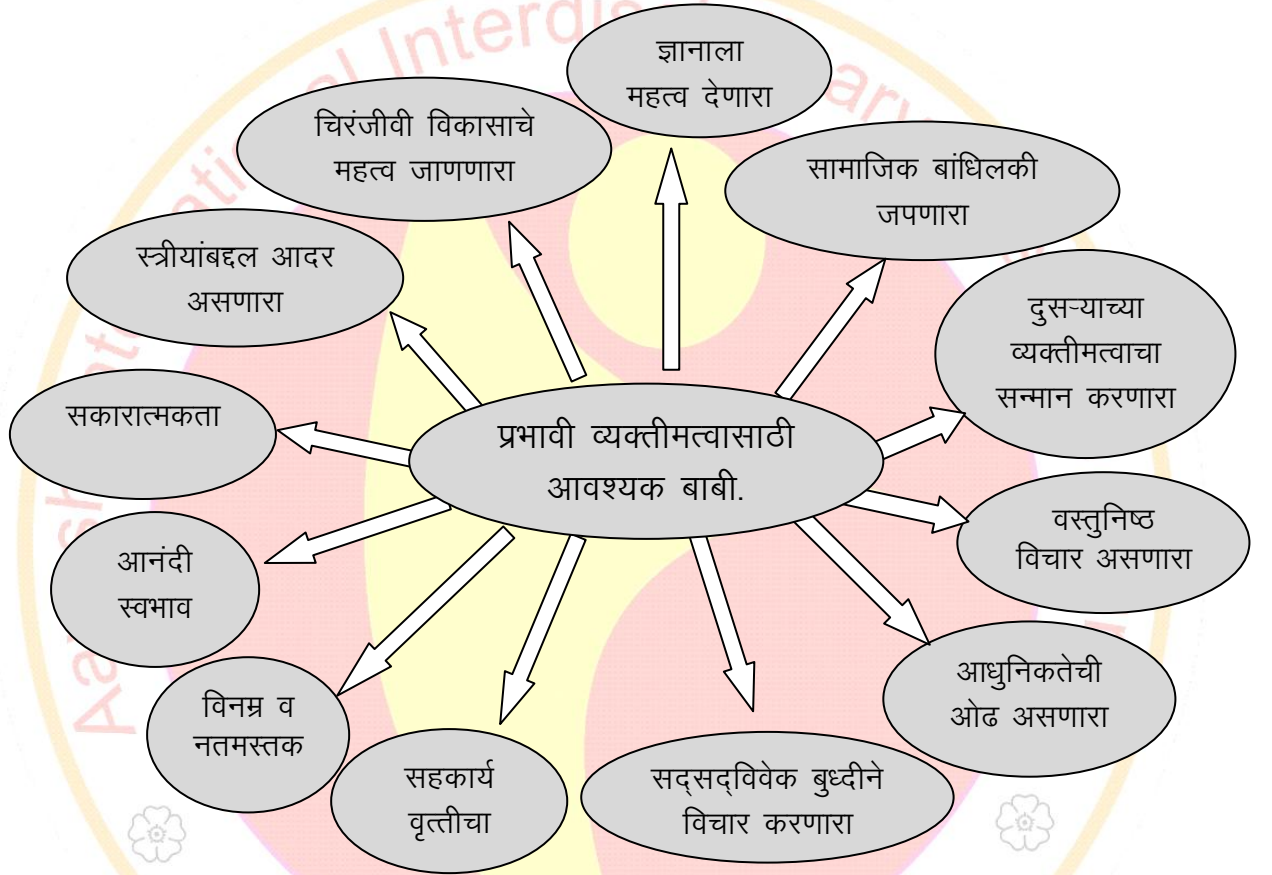 ज्ञानाला
महत्व देणारा
चिरंजीवी विकासाचे
महत्व जाणणारा
सामाजिक बांधिलकी
जपणारा
स्त्रीयांबद्दल आदर
असणारा
दुसऱ्याच्या
व्यक्तीमत्वाचा
सन्मान करणारा
सकारात्मकता
प्रभावी व्यक्तीमत्वासाठी
आवश्यक बाबी.
वस्तुनिष्ठ
विचार असणारा
आनंदी
स्वभाव
आधुनिकतेची
ओढ असणारा
विनम्र व
नतमस्तक
सहकार्य
वृत्तीचा
सद्सद्विवेक बुध्दीने
विचार करणारा